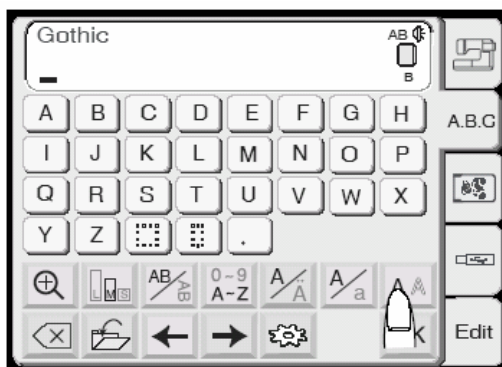 Gothic
AB
B
A B C D E F G H
A.B.C
I J K L M N O P
Q R S T U V W X
Y Z .
L M S AB/AB 0~9 A~Z A/Ä A/a A A
K Edit